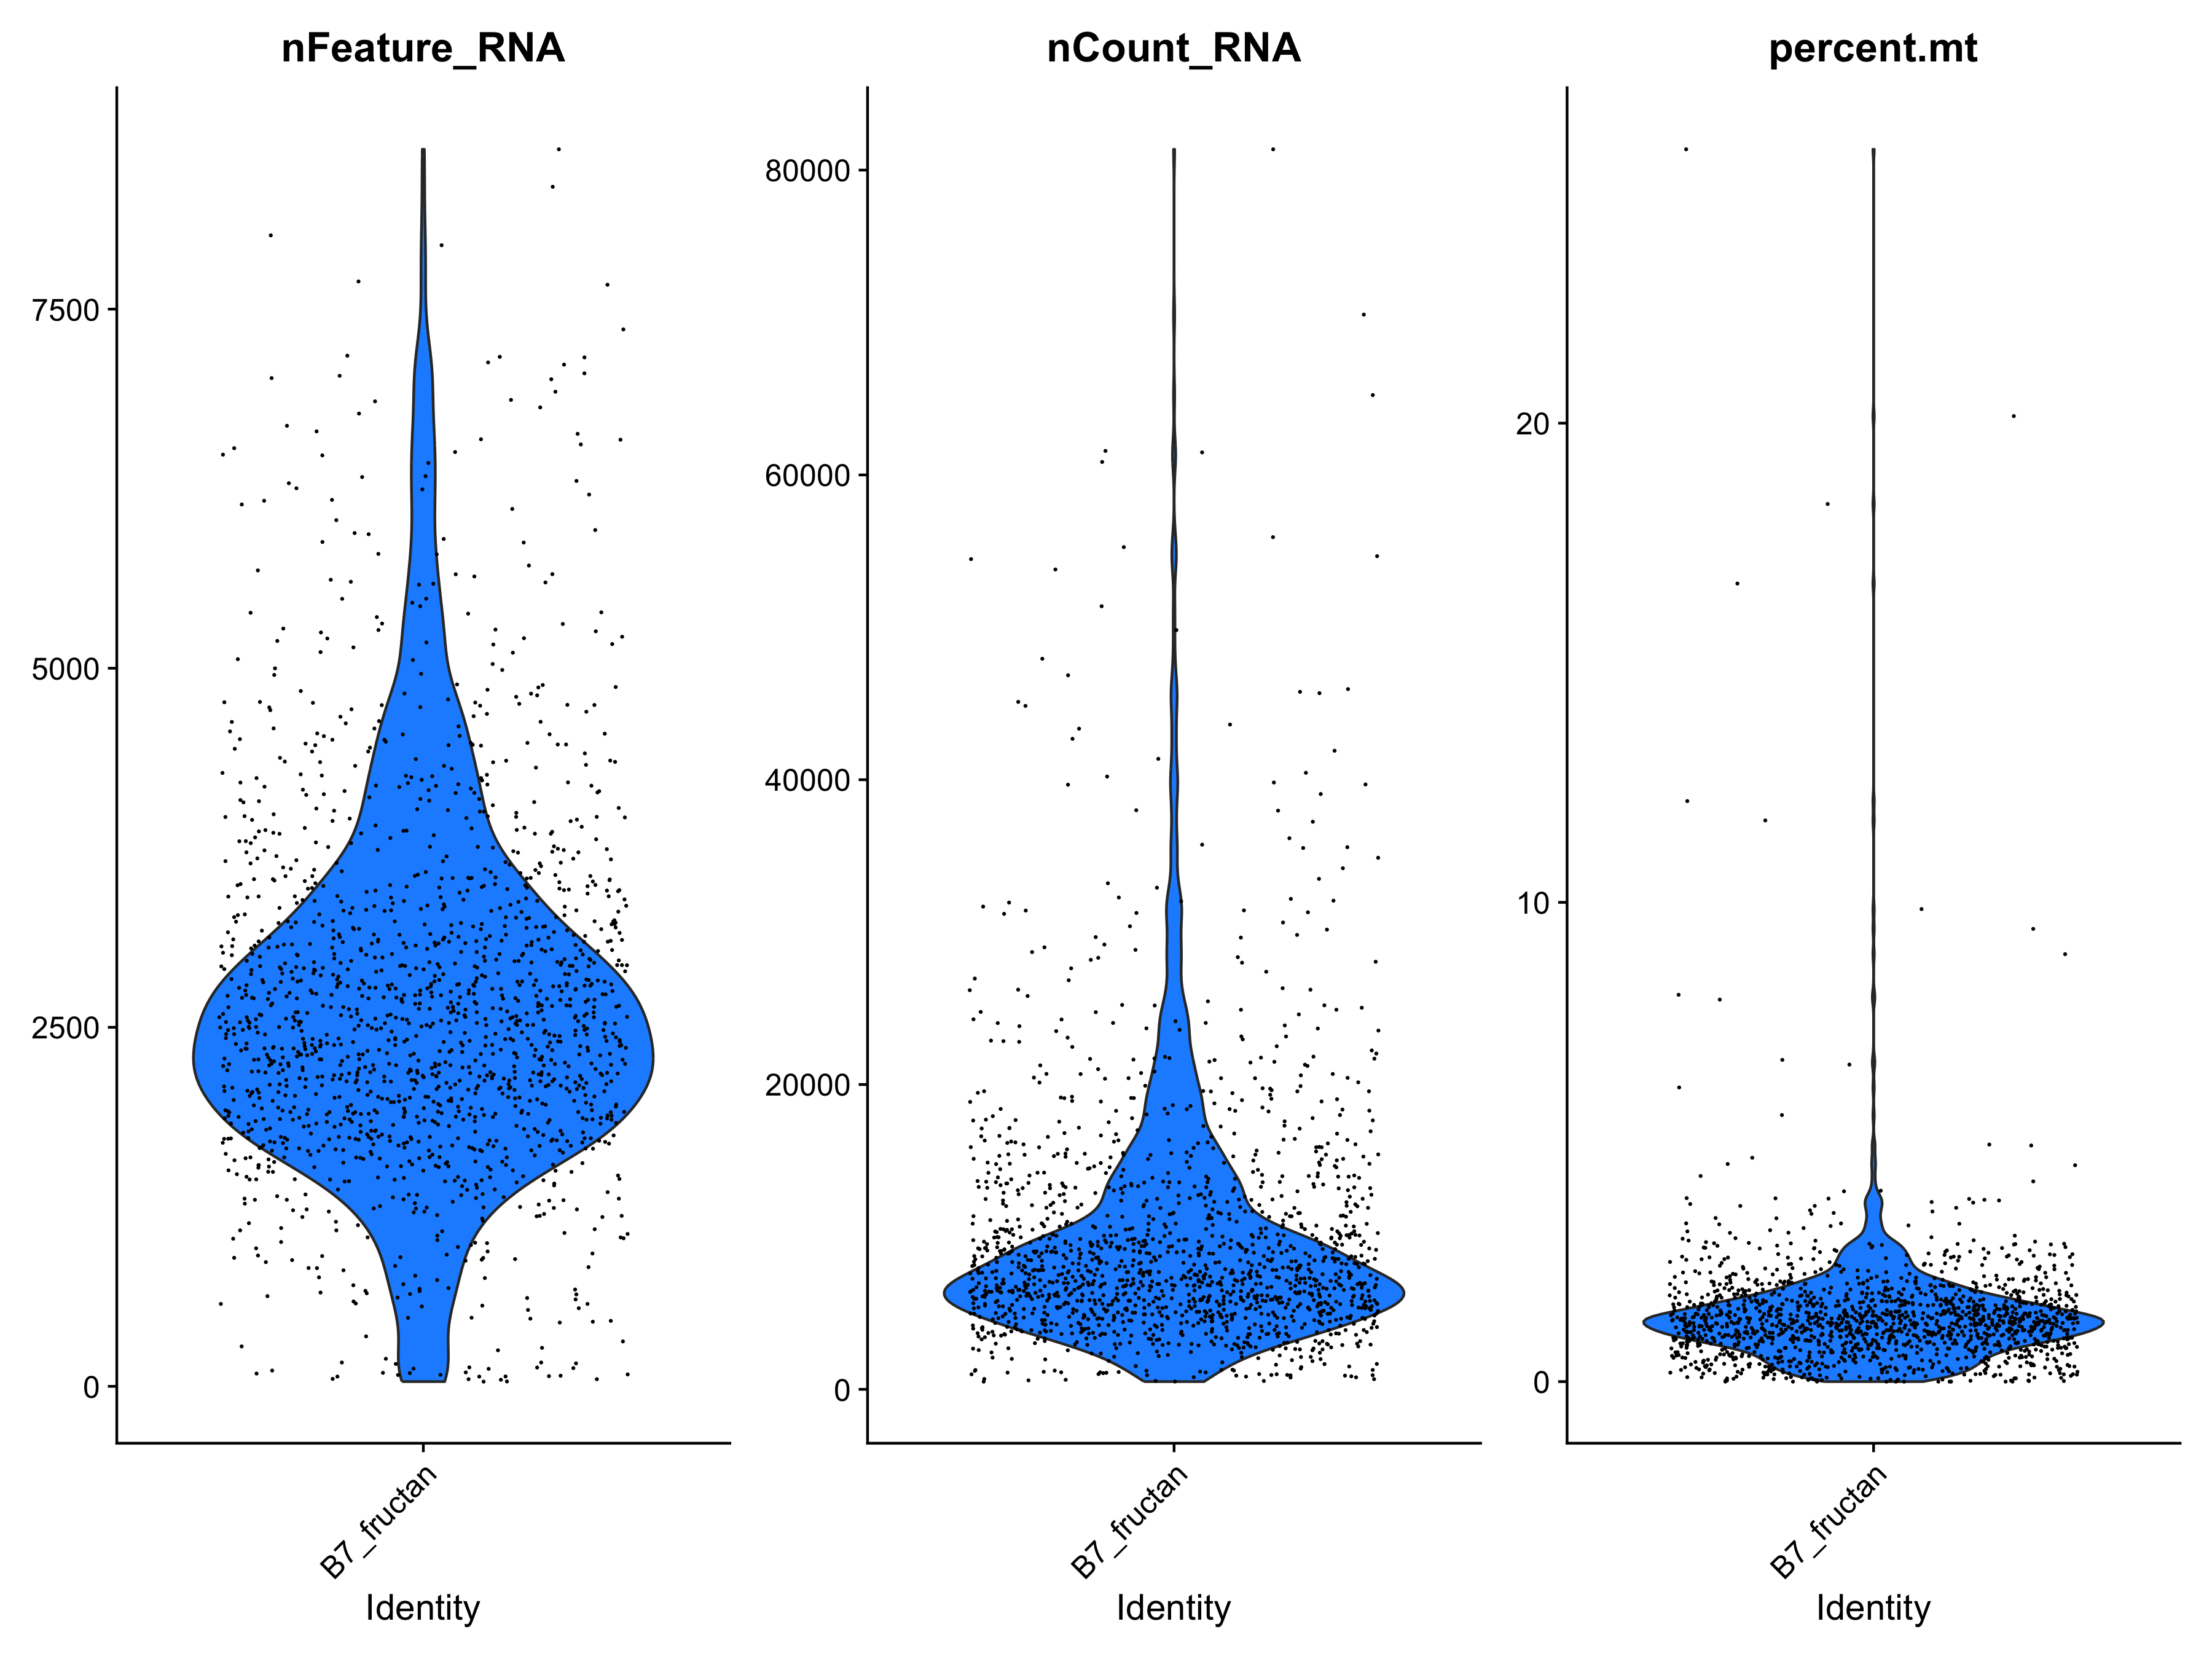 nFeature_RNA
7500
5000
2500
0
B7_fructan
Identity
nCount_RNA
80000
60000
40000
20000
0
B7_fructan
Identity
percent.mt
20
10
0
B7_fructan
Identity